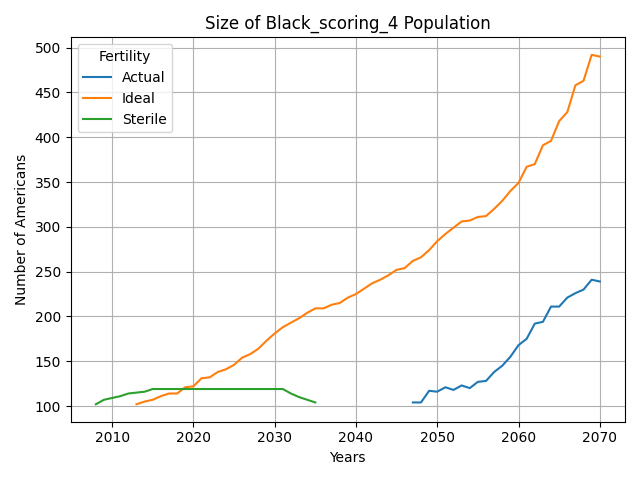 Size of Black_scoring_4 Population
Fertility
Actual
Ideal
Sterile
Number of Americans
500
450
400
350
300
250
200
150
100
2010 2020 2030 2040 2050 2060 2070
Years